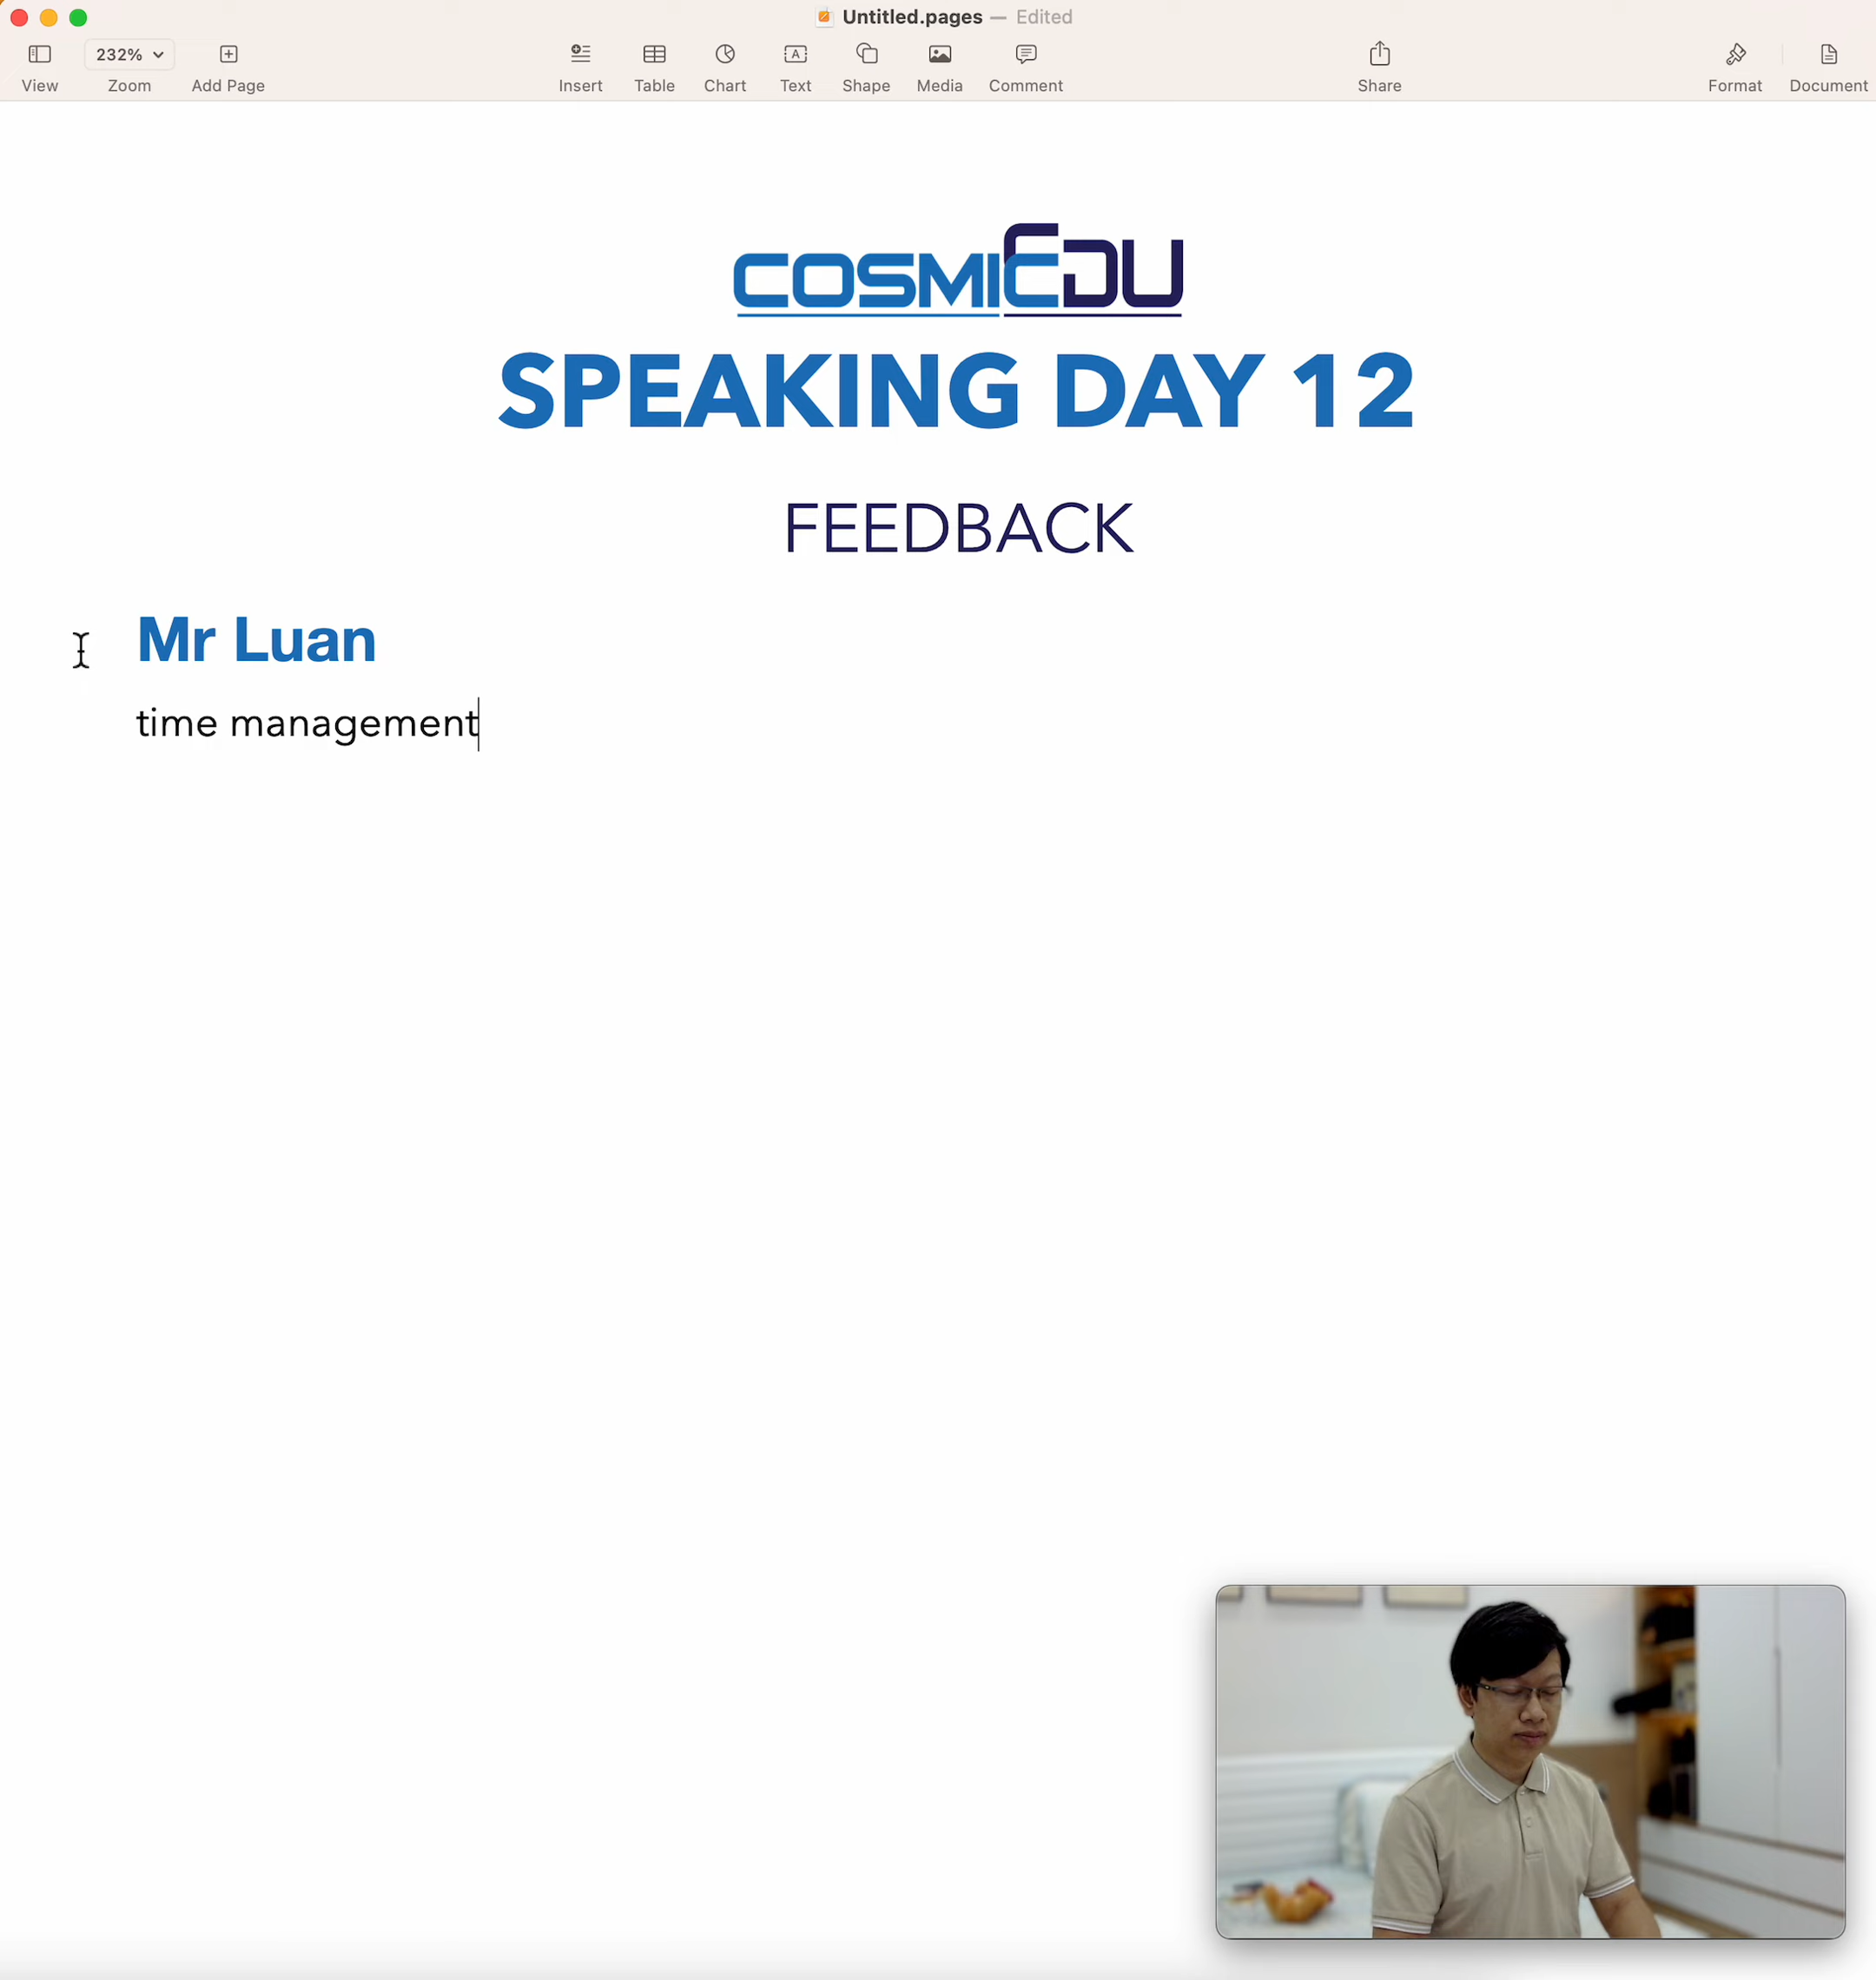 Untitled.pages — Edited
232%
View
Zoom
Add Page
Insert
Table
Chart
Text
Shape
Media
Comment
Share
Format
Document
COSMICEDU
SPEAKING DAY 12
FEEDBACK
Mr Luan
time management